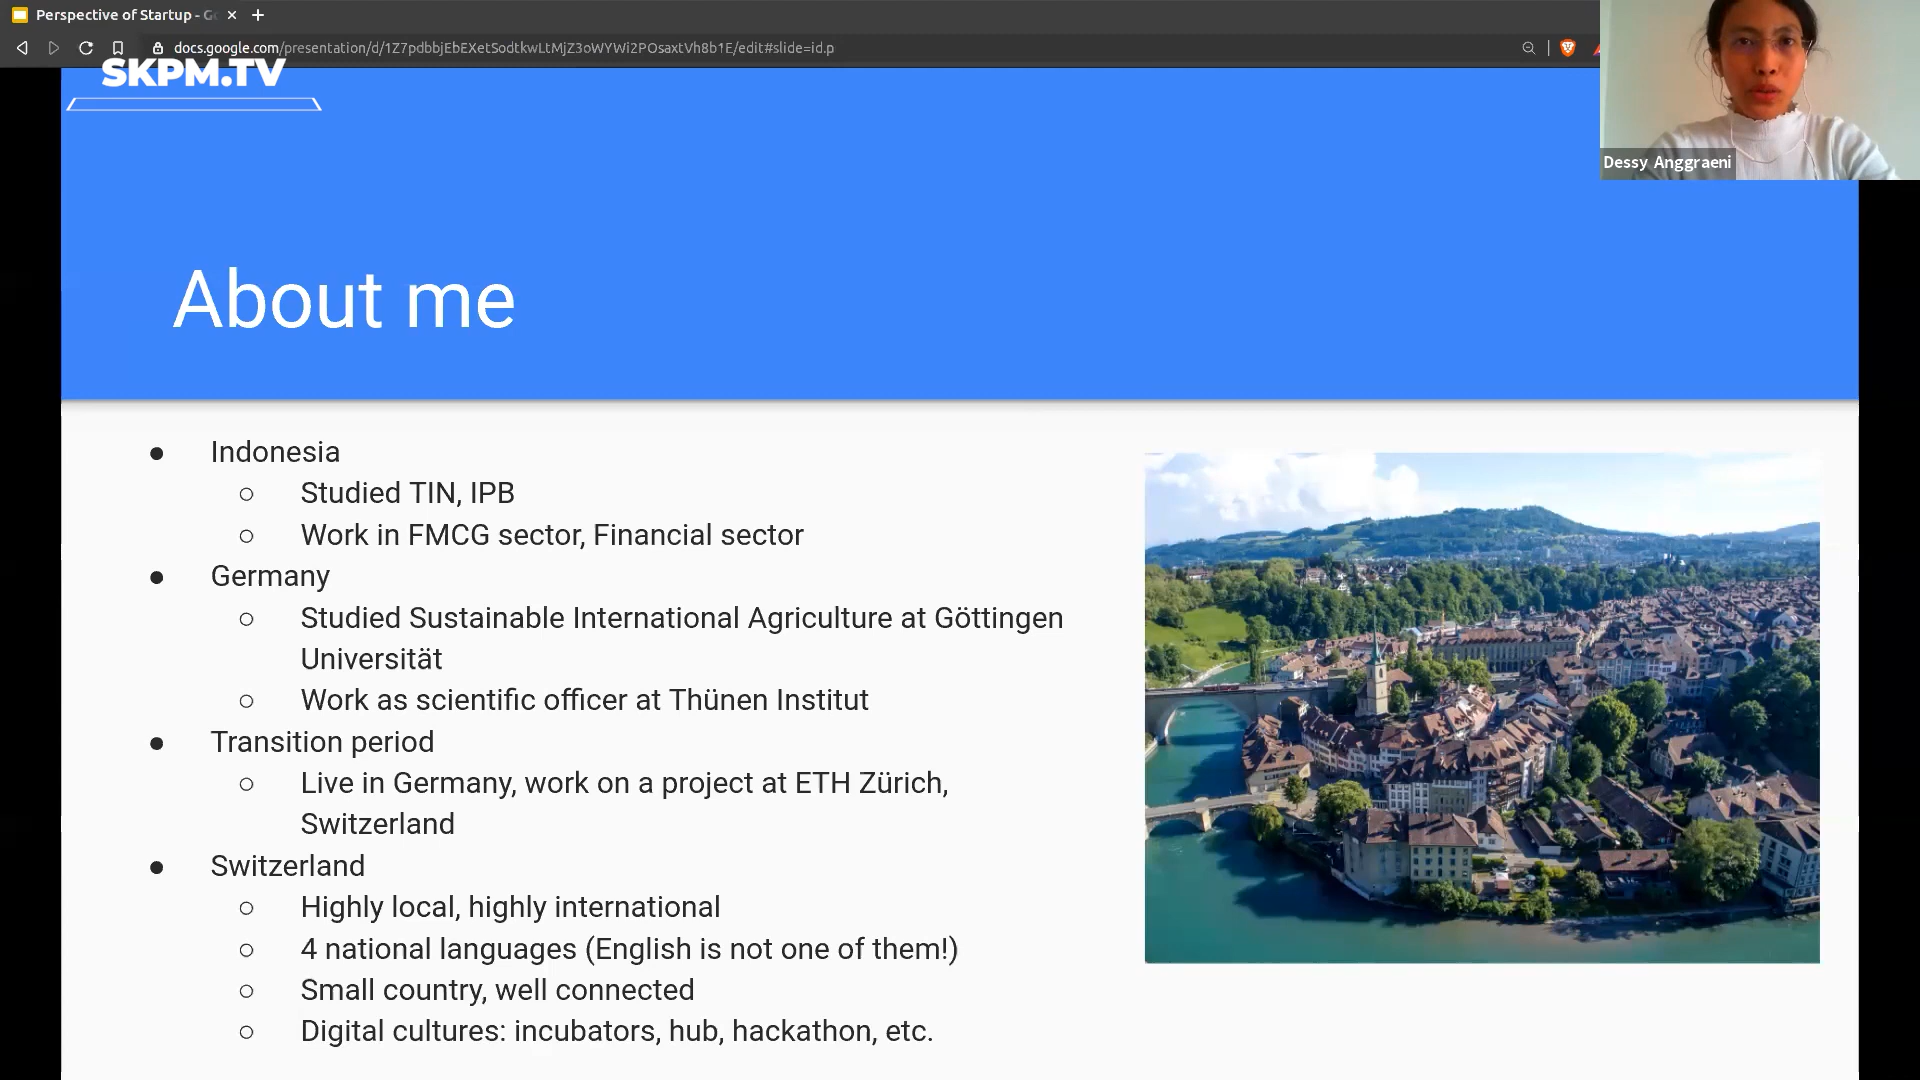 Perspective of Startup - Go
docs.google.com/presentation/d/1Z7pdbbjEbEXetSodtkwLtMjZ3oWYWi2POsaxtVh8b1E/edit#slide=id.p
SKPM.TV
Dessy Anggraeni
About me
● Indonesia
○ Studied TIN, IPB
○ Work in FMCG sector, Financial sector
● Germany
○ Studied Sustainable International Agriculture at Göttingen
Universität
○ Work as scientific officer at Thünen Institut
● Transition period
○ Live in Germany, work on a project at ETH Zürich,
Switzerland
● Switzerland
○ Highly local, highly international
○ 4 national languages (English is not one of them!)
○ Small country, well connected
○ Digital cultures: incubators, hub, hackathon, etc.